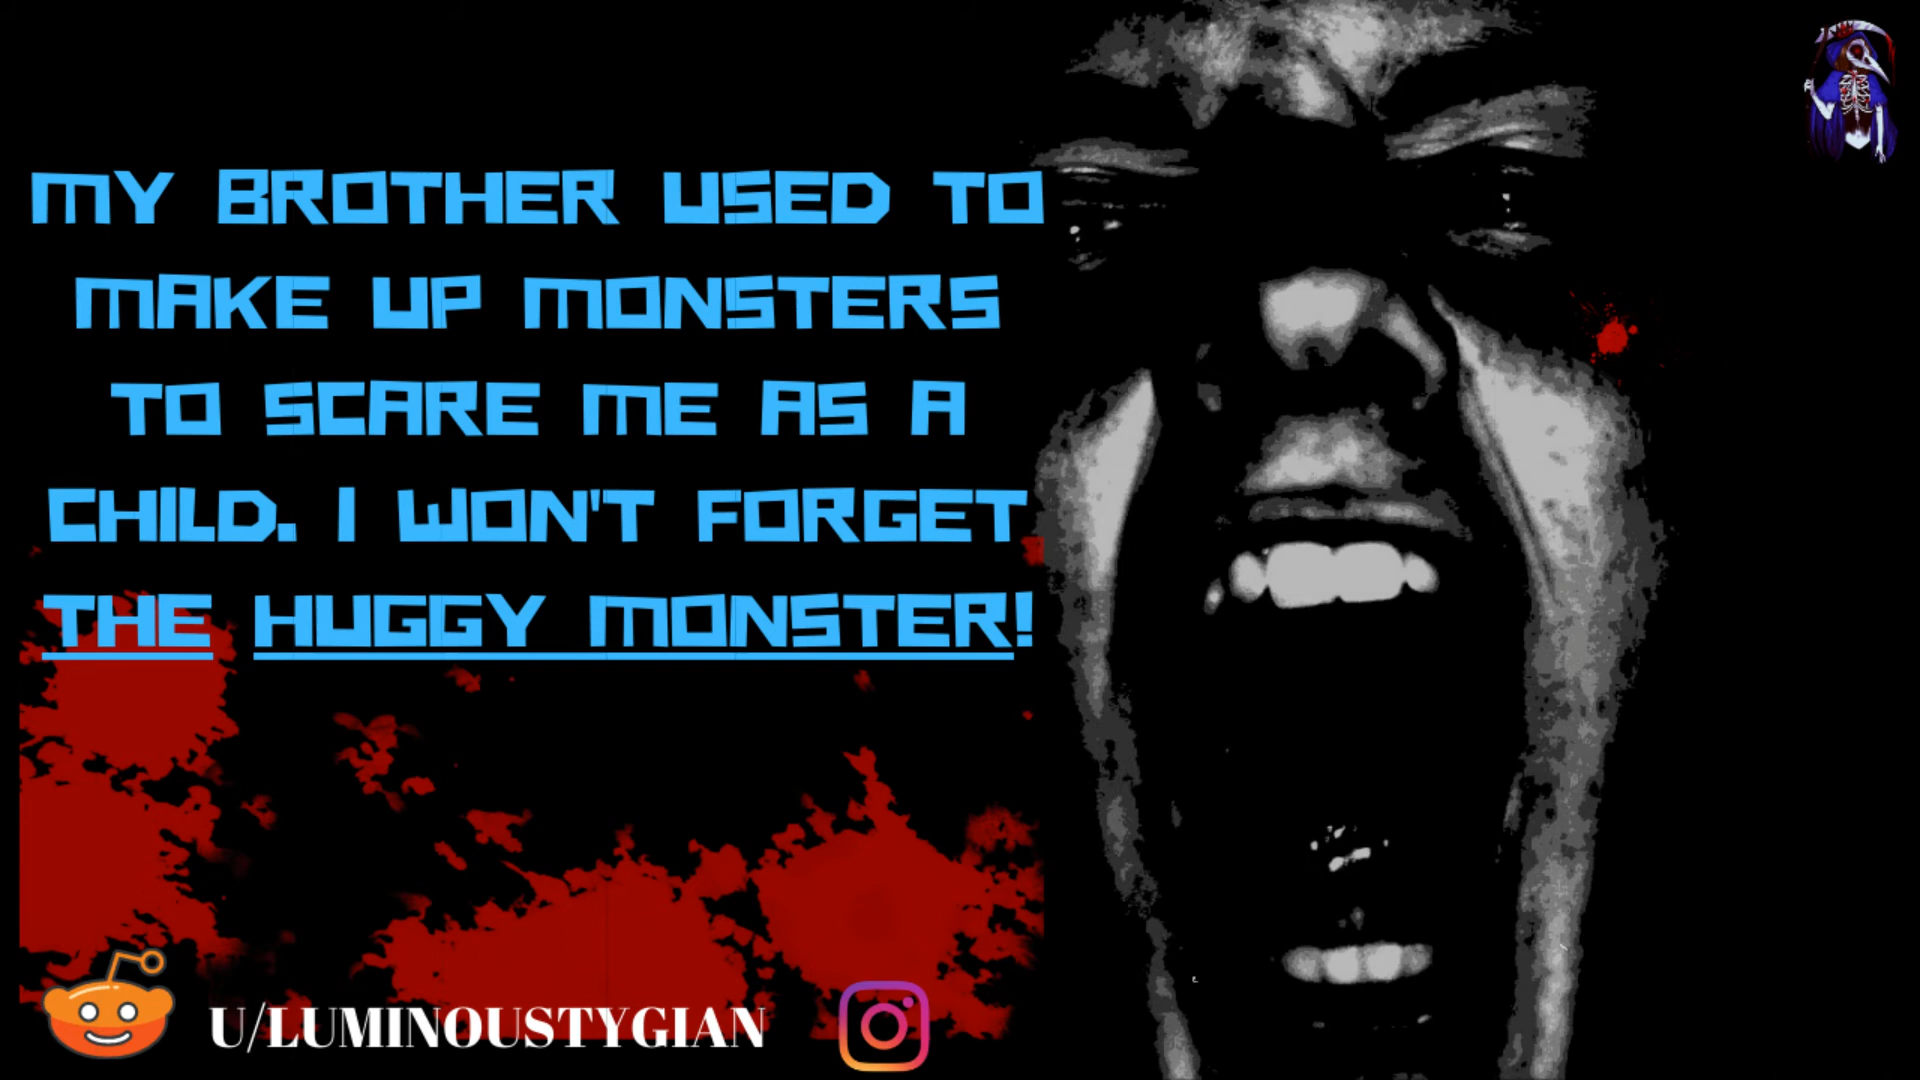 MY BROTHER USED TO
MAKE UP MONSTERS
TO SCARE ME AS A
CHILD. I WON'T FORGET
THE HUGGY MONSTER!
U/LUMINOUSTYGIAN